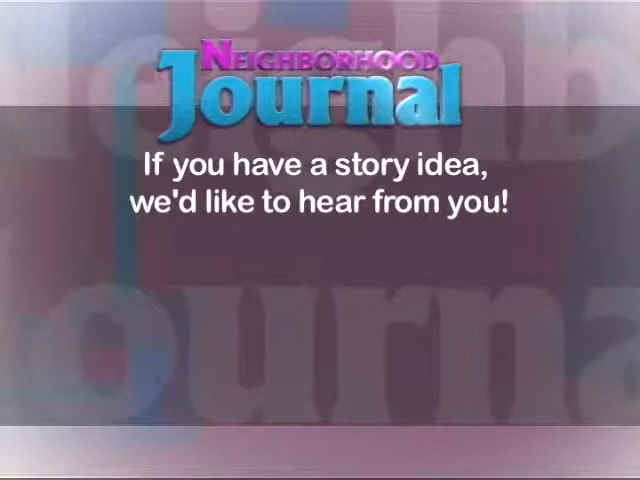 NEIGHBORHOOD
Journal
If you have a story idea,
we'd like to hear from you!